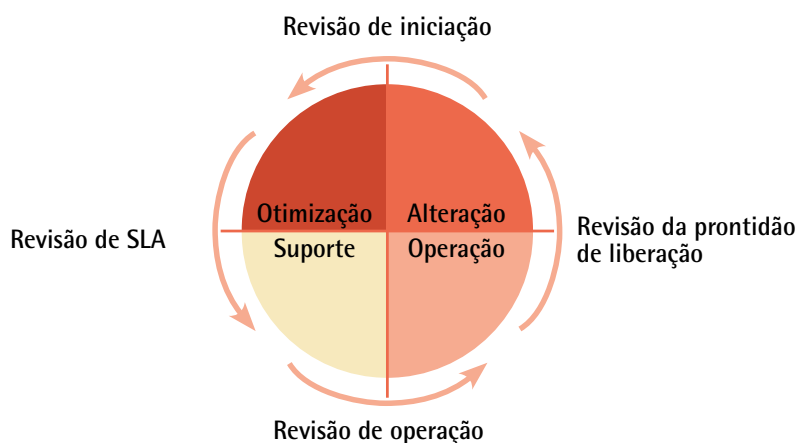 Revisão de iniciação
Otimização
Alteração
Revisão de SLA
Suporte
Operação
Revisão da prontidão
de liberação
Revisão de operação